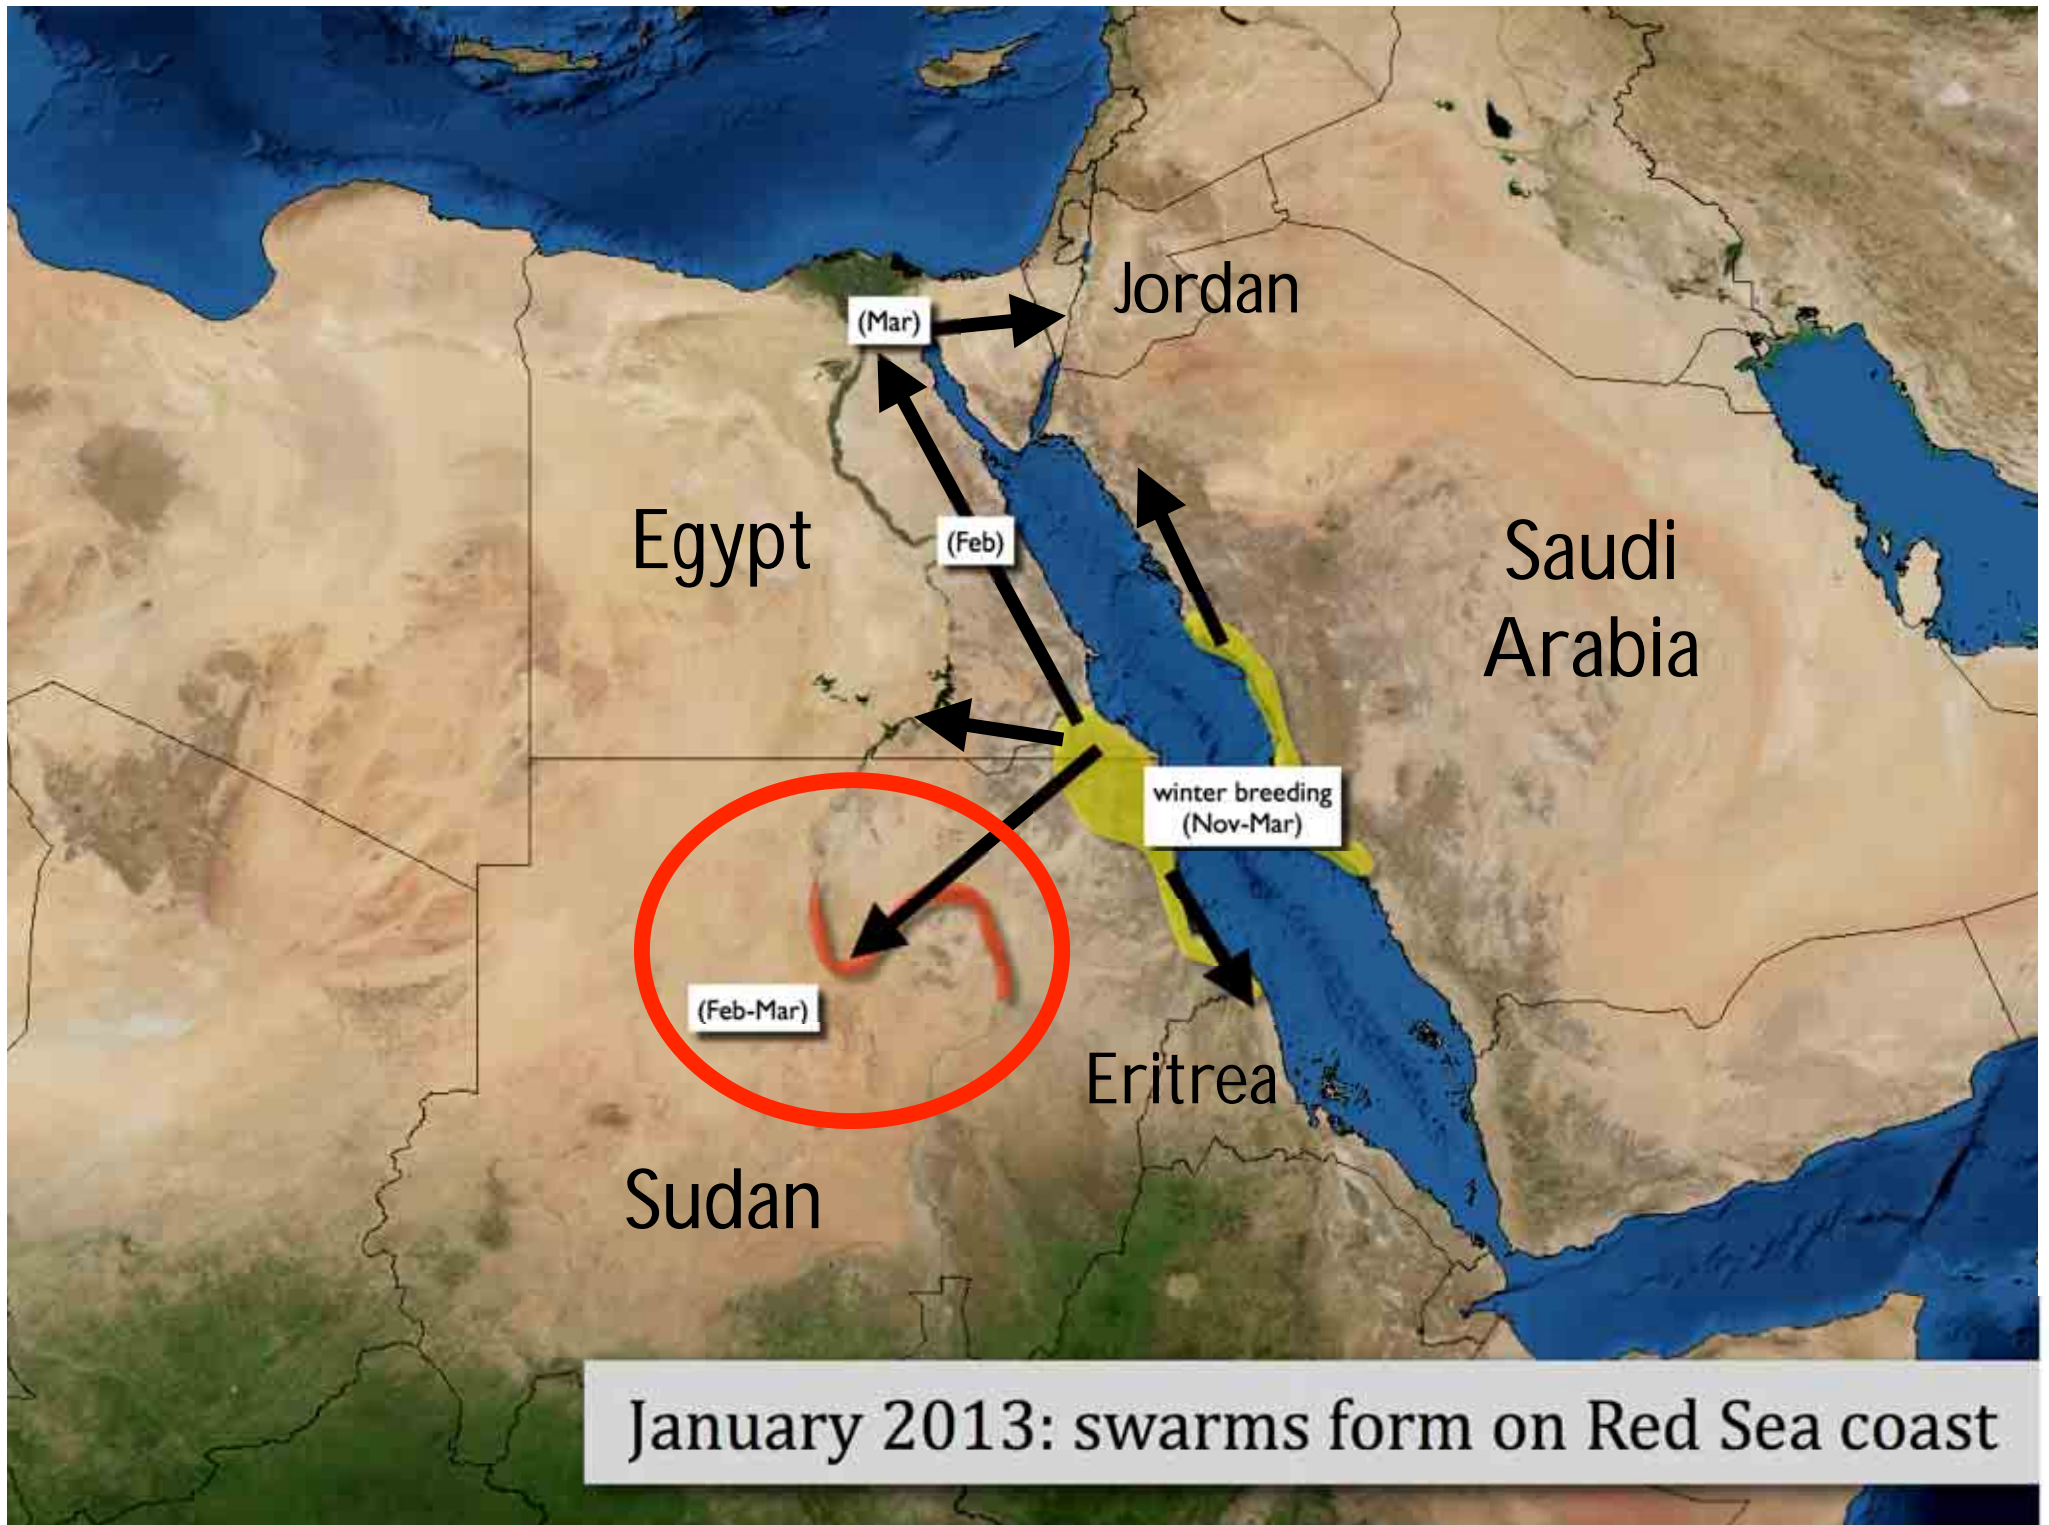 Jordan
(Mar)
Egypt
(Feb)
Saudi
Arabia
winter breeding
(Nov-Mar)
(Feb-Mar)
Eritrea
Sudan
January 2013: swarms form on Red Sea coast